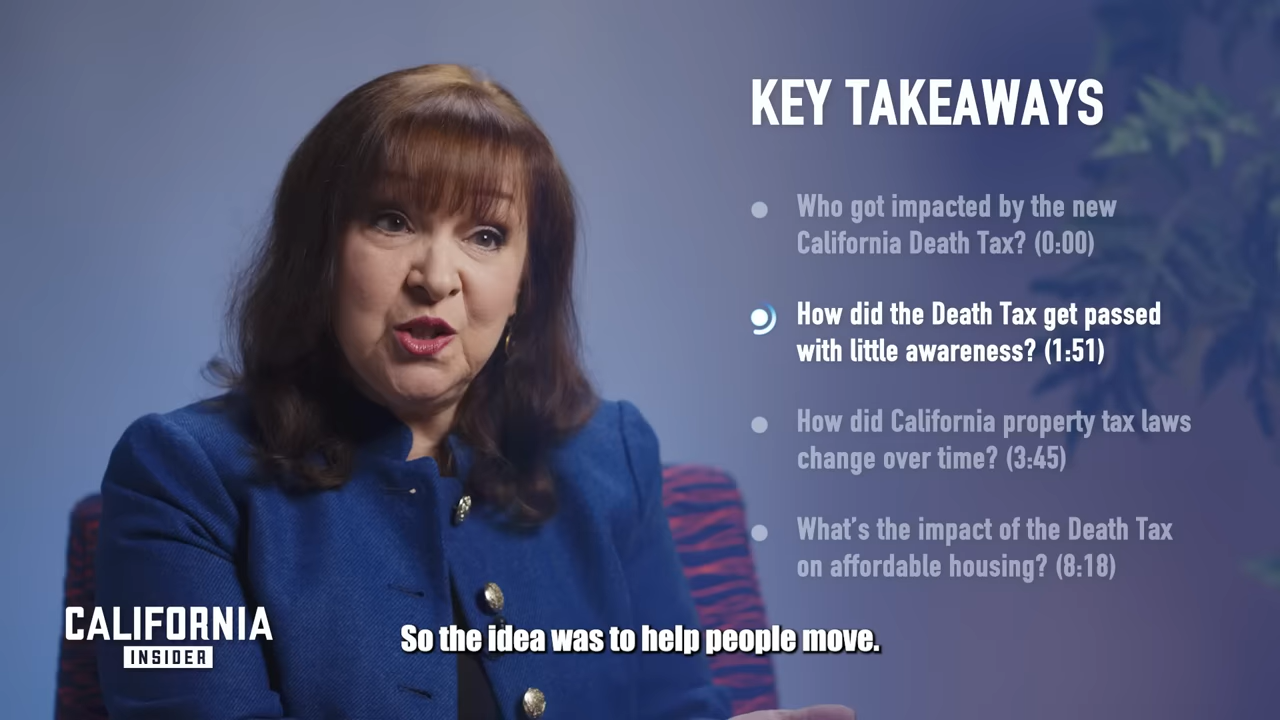 KEY TAKEAWAYS
Who got impacted by the new
California Death Tax? (0:00)
How did the Death Tax get passed
with little awareness? (1:51)
How did California property tax laws
change over time? (3:45)
What's the impact of the Death Tax
on affordable housing? (8:18)
CALIFORNIA
INSIDER
So the idea was to help people move.